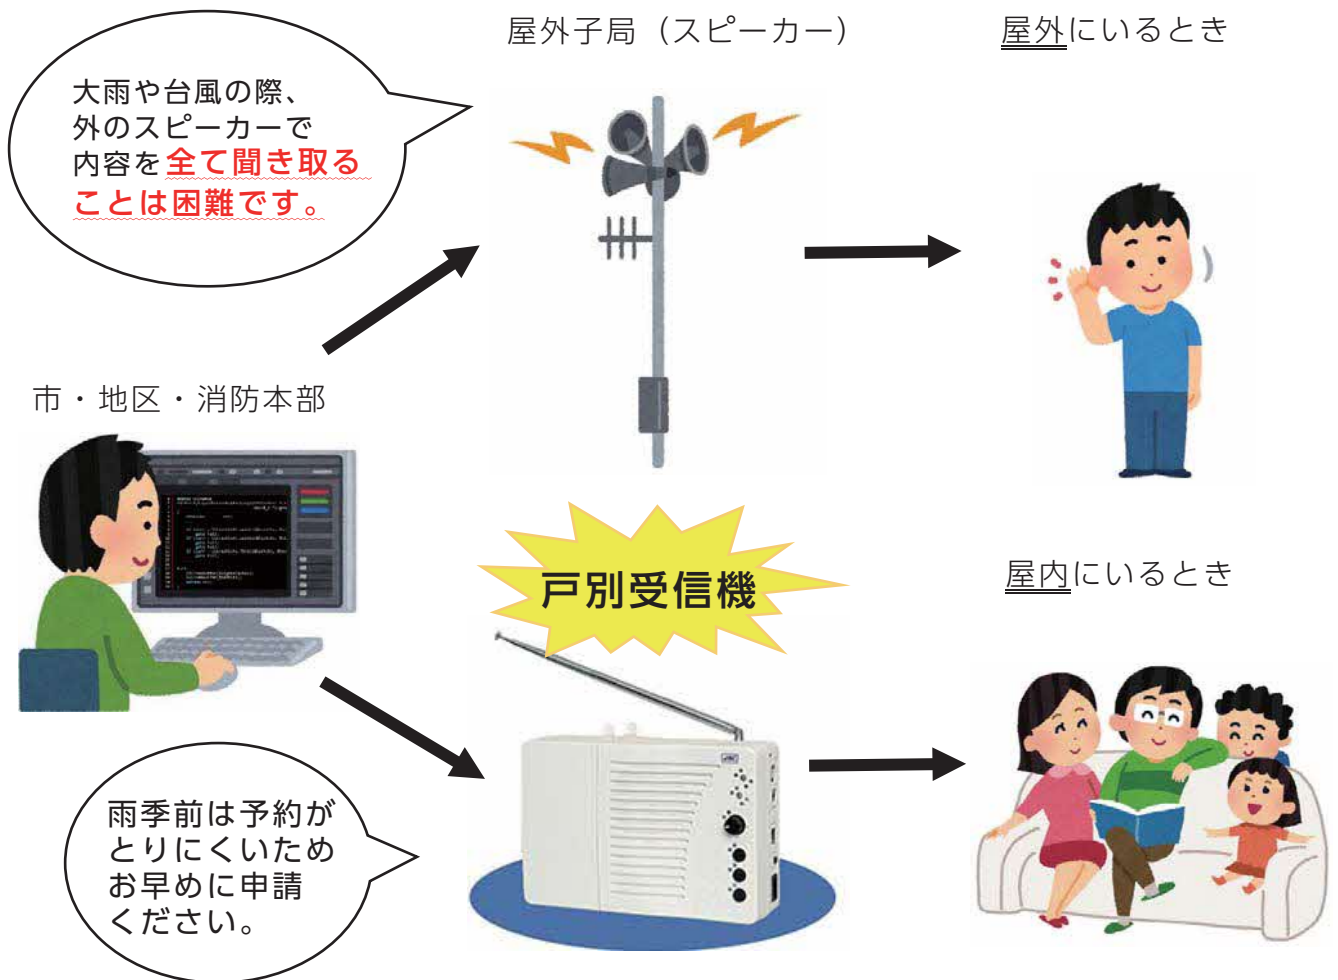 屋外子局（スピーカー）
屋外にいるとき
大雨や台風の際、
外のスピーカーで
内容を全て聞き取る
ことは困難です。
市・地区・消防本部
戸別受信機
屋内にいるとき
雨季前は予約が
とりにくいため
お早めに申請
ください。